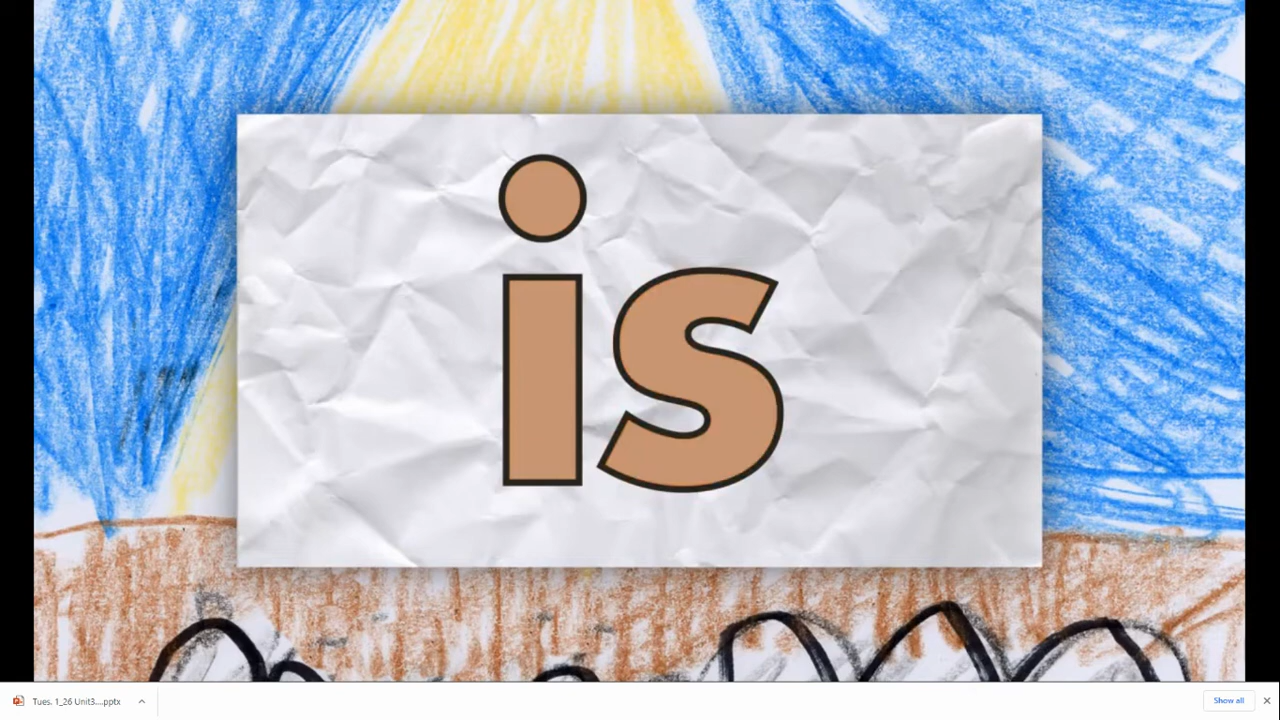 is
Tues. 1_26 Unit3....pptx
Show all